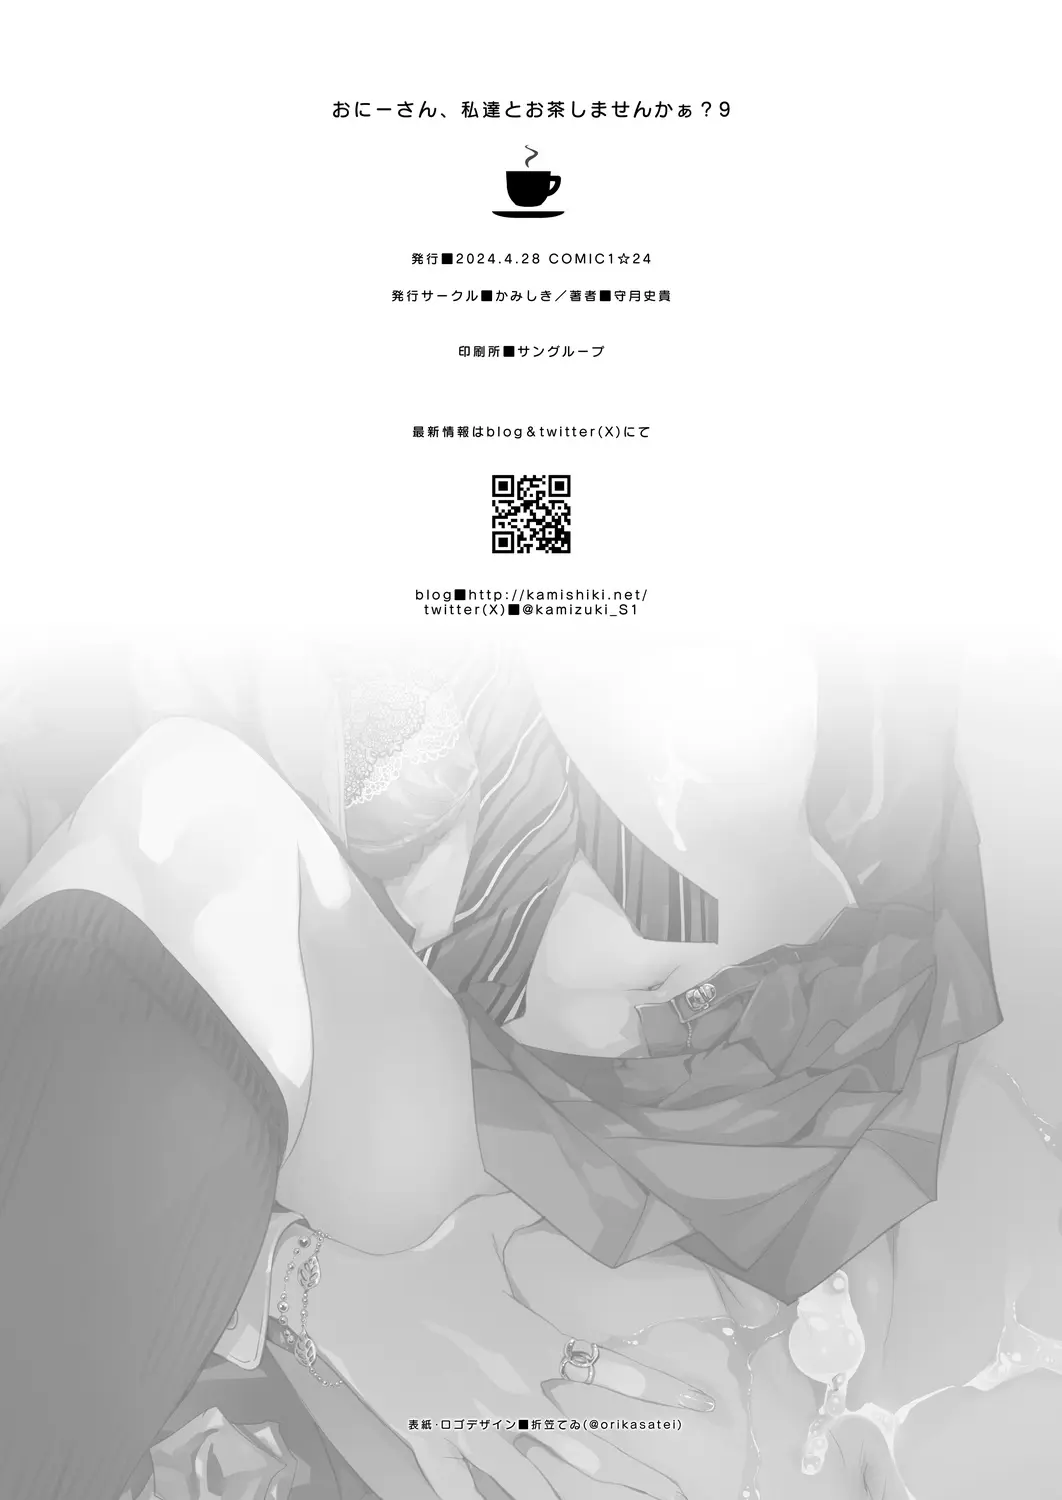 おにーさん、私達とお茶しませんかぁ？9
発行■2024.4.28 COMIC1☆24
発行サークル■かみしき／著者■守月史貴
印刷所■サングループ
最新情報はblog＆twitter(X)にて
blog■http://kamishiki.net/
twitter(X)■@kamizuki_S1
表紙・ロゴデザイン■折笠てゐ(@orikasatei)